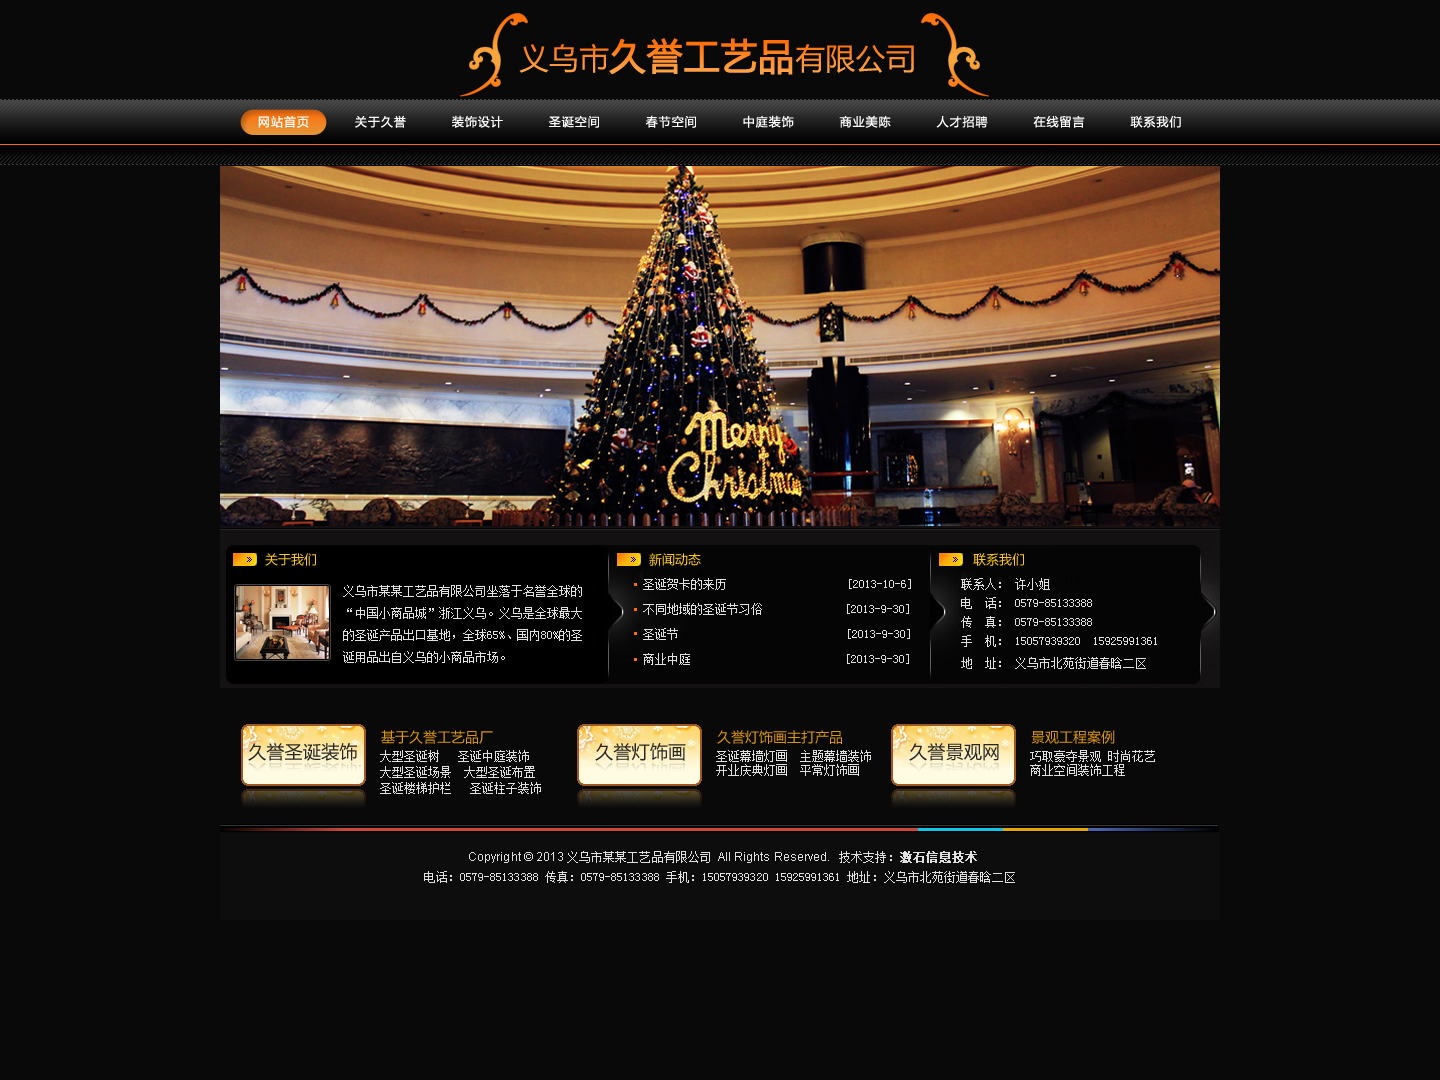 义乌市久誉工艺品有限公司
网站首页 关于久誉 装饰设计 圣诞空间 春节空间 中庭装饰 商业美陈 人才招聘 在线留言 联系我们
Merry
Christmas
关于我们
义乌市某某工艺品有限公司坐落于名誉全球的
“中国小商品城”浙江义乌。义乌是全球最大
的圣诞产品出口基地，全球65%、国内80%的圣
诞用品出自义乌的小商品市场。
新闻动态
圣诞贺卡的来历 [2013-10-6]
不同地域的圣诞节习俗 [2013-9-30]
圣诞节 [2013-9-30]
商业中庭 [2013-9-30]
联系我们
联系人： 许小姐
电 话： 0579-85133388
传 真： 0579-85133388
手 机： 15057939320 15925991361
地 址： 义乌市北苑街道春晗二区
久誉圣诞装饰
基于久誉工艺品厂
大型圣诞树 圣诞中庭装饰
大型圣诞场景 大型圣诞布置
圣诞楼梯护栏 圣诞柱子装饰
久誉灯饰画
久誉灯饰画主打产品
圣诞幕墙灯画 主题幕墙装饰
开业庆典灯画 平常灯饰画
久誉景观网
景观工程案例
巧取豪夺景观 时尚花艺
商业空间装饰工程
Copyright © 2013 义乌市某某工艺品有限公司 All Rights Reserved. 技术支持：激石信息技术
电话：0579-85133388 传真：0579-85133388 手机：15057939320 15925991361 地址：义乌市北苑街道春晗二区